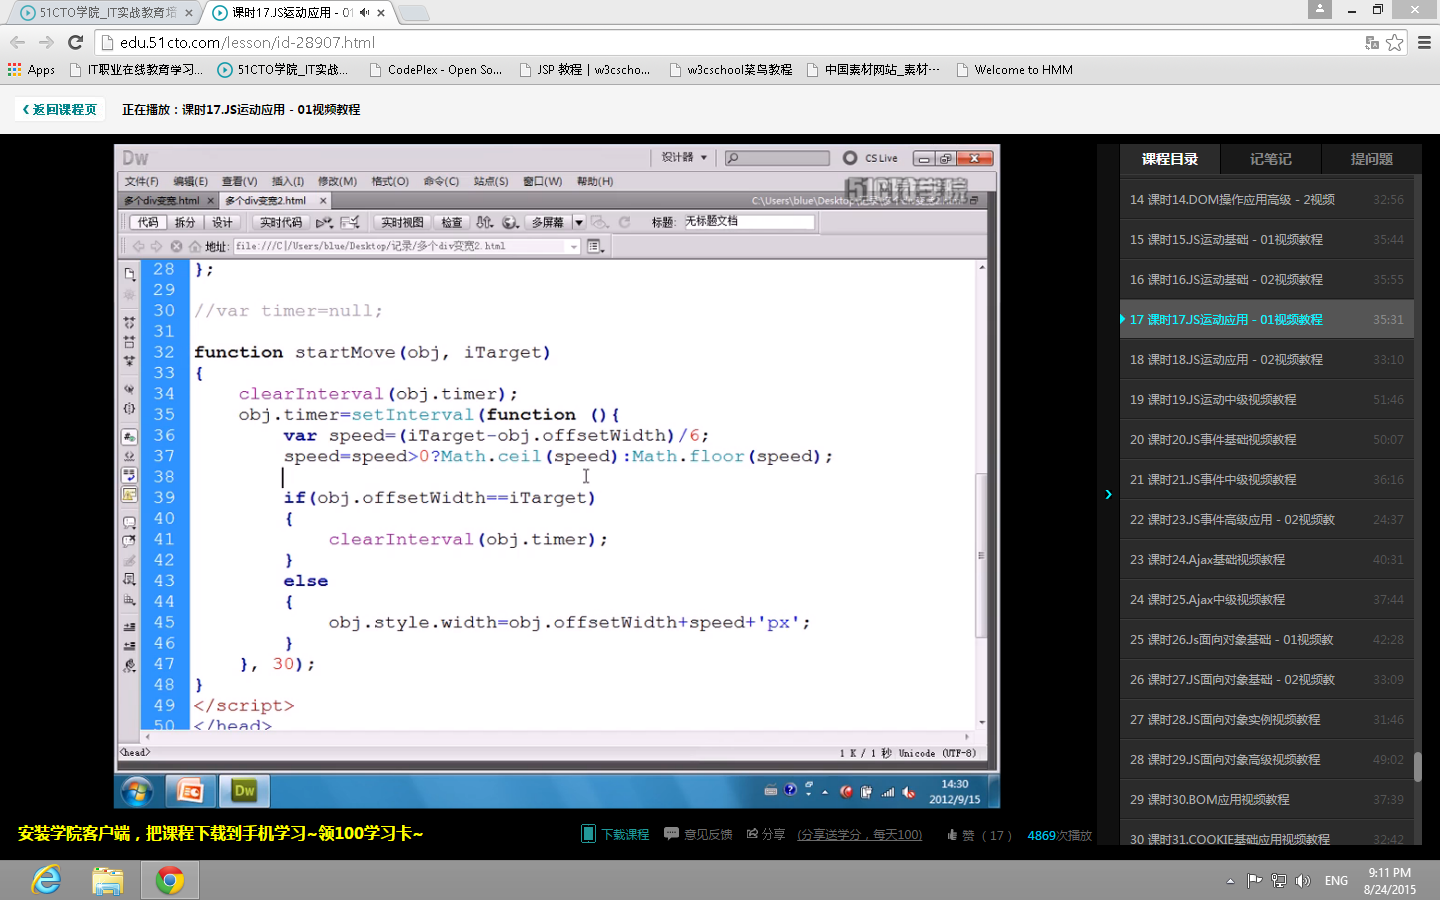 51CTO学院_IT实战教育培
课时17.JS运动应用 - 01
edu.51cto.com/lesson/id-28907.html
Apps
IT职业在线教育学习...
51CTO学院_IT实战...
CodePlex - Open So...
JSP 教程 | w3cscho...
w3cschool菜鸟教程
中国素材网站_素材...
Welcome to HMM
返回课程页
正在播放：课时17.JS运动应用 - 01视频教程
Dw
设计器
CS Live
文件(F) 编辑(E) 查看(V) 插入(I) 修改(M) 格式(O) 命令(C) 站点(S) 窗口(W) 帮助(H)
51CTO学院
多个div变宽.html
多个div变宽2.html
代码 拆分 设计 实时代码 实时视图 检查 多屏幕 标题: 无标题文档
地址: file:///C|/Users/blue/Desktop/记录/多个div变宽2.html
28 };
29
30 //var timer=null;
31
32 function startMove(obj, iTarget)
33 {
34 clearInterval(obj.timer);
35 obj.timer=setInterval(function (){
36 var speed=(iTarget-obj.offsetWidth)/6;
37 speed=speed>0?Math.ceil(speed):Math.floor(speed);
38
39 if(obj.offsetWidth==iTarget)
40 {
41 clearInterval(obj.timer);
42 }
43 else
44 {
45 obj.style.width=obj.offsetWidth+speed+'px';
46 }
47 }, 30);
48 }
49 </script>
50 </head>
<head>
1 K / 1 秒 Unicode (UTF-8)
Dw
14:30
2012/9/15
课程目录 记笔记 提问题
14 课时14.DOM操作应用高级 - 2视频 32:56
15 课时15.JS运动基础 - 01视频教程 35:44
16 课时16.JS运动基础 - 02视频教程 35:55
17 课时17.JS运动应用 - 01视频教程 35:31
18 课时18.JS运动应用 - 02视频教程 33:10
19 课时19.JS运动中级视频教程 51:46
20 课时20.JS事件基础视频教程 50:07
21 课时21.JS事件中级视频教程 36:16
22 课时23.JS事件高级应用 - 02视频教 24:37
23 课时24.Ajax基础视频教程 40:31
24 课时25.Ajax中级视频教程 37:44
25 课时26.Js面向对象基础 - 01视频教 42:28
26 课时27.JS面向对象基础 - 02视频教 33:09
27 课时28.JS面向对象实例视频教程 31:46
28 课时29.JS面向对象高级视频教程 49:02
29 课时30.BOM应用视频教程 37:39
30 课时31.COOKIE基础应用视频教程 32:42
安装学院客户端，把课程下载到手机学习~领100学习卡~
下载课程
意见反馈
分享
(分享送学分，每天100)
赞（17）
4869次播放
ENG
9:11 PM
8/24/2015